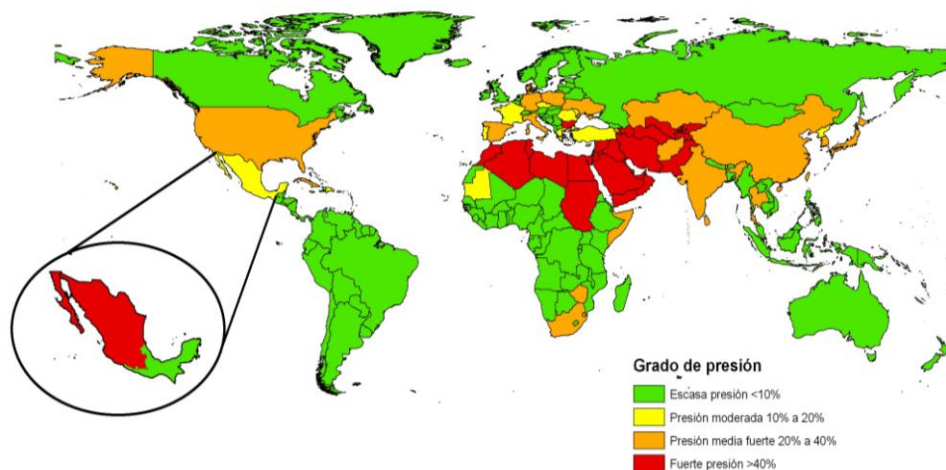 Grado de presión
Escasa presión <10%
Presión moderada 10% a 20%
Presión media fuerte 20% a 40%
Fuerte presión >40%